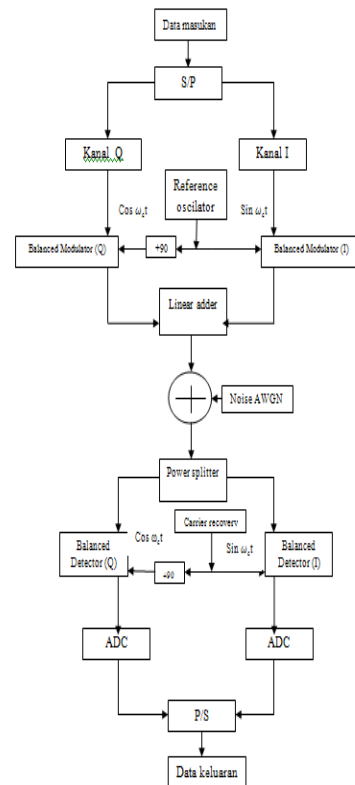 Data masukan
S/P
Kanal Q
Kanal I
Reference
oscilator
Cos ωct
Sin ωct
Balanced Modulator (Q)
+90
Balanced Modulator (I)
Linear adder
Noise AWGN
Power splitter
Carrier recovery
Cos ωct
Sin ωct
Balanced
Detector (Q)
+90
Balanced
Detector (I)
ADC
ADC
P/S
Data keluaran